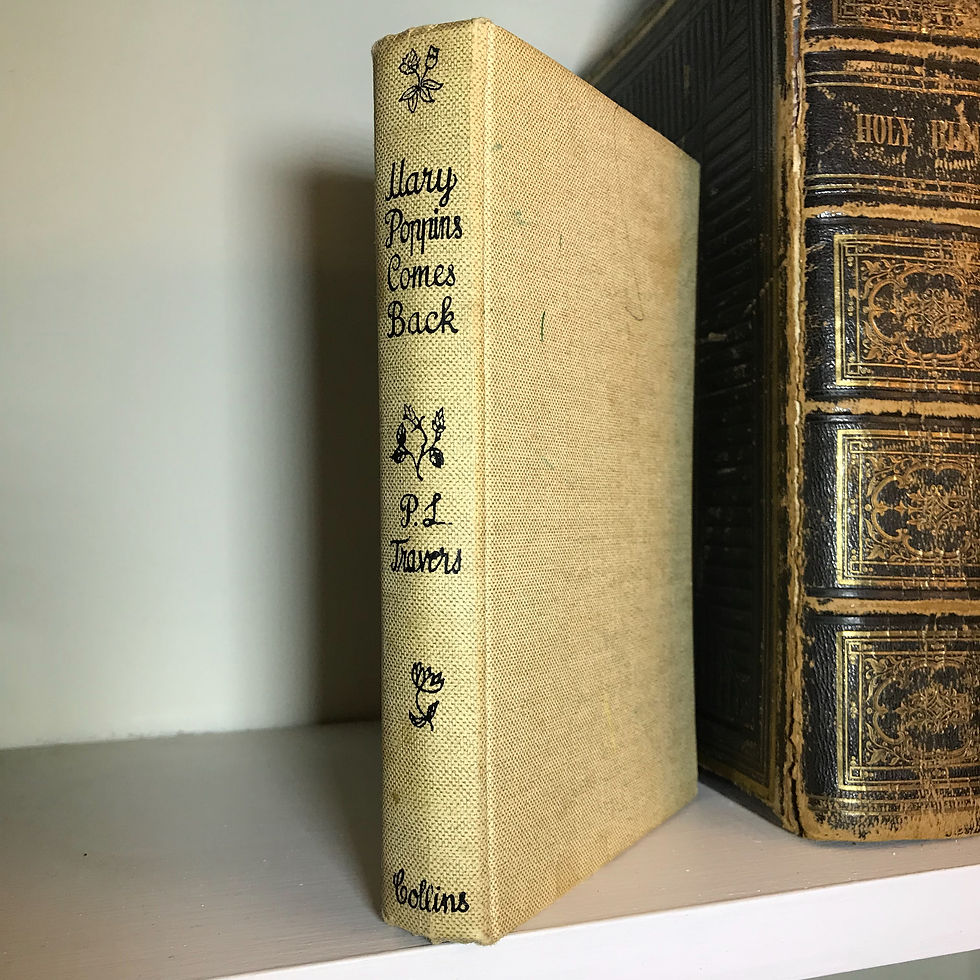 Mary
Poppins
Comes
Back
P. L
Travers
Collins
HOLY